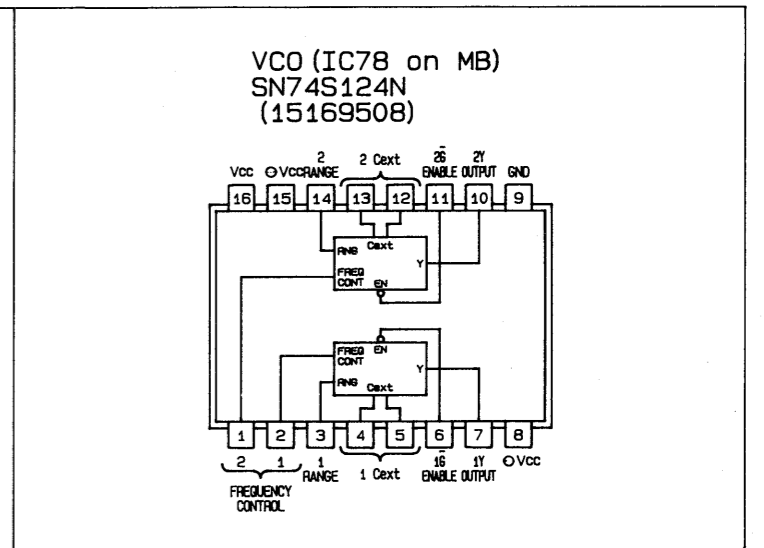 VCO (IC78 on MB)
SN74S124N
(15169508)
2 2 Cext 2G̅ 2Y
Vcc ⊖Vcc RANGE ENABLE OUTPUT GND
16 15 14 13 12 11 10 9
RNG Cext
Y
FREQ
CONT EN
FREQ EN
CONT
Y
RNG Cext
1 2 3 4 5 6 7 8
2 1 1 1 Cext 1G̅ 1Y ⊖Vcc
RANGE ENABLE OUTPUT
FREQUENCY
CONTROL